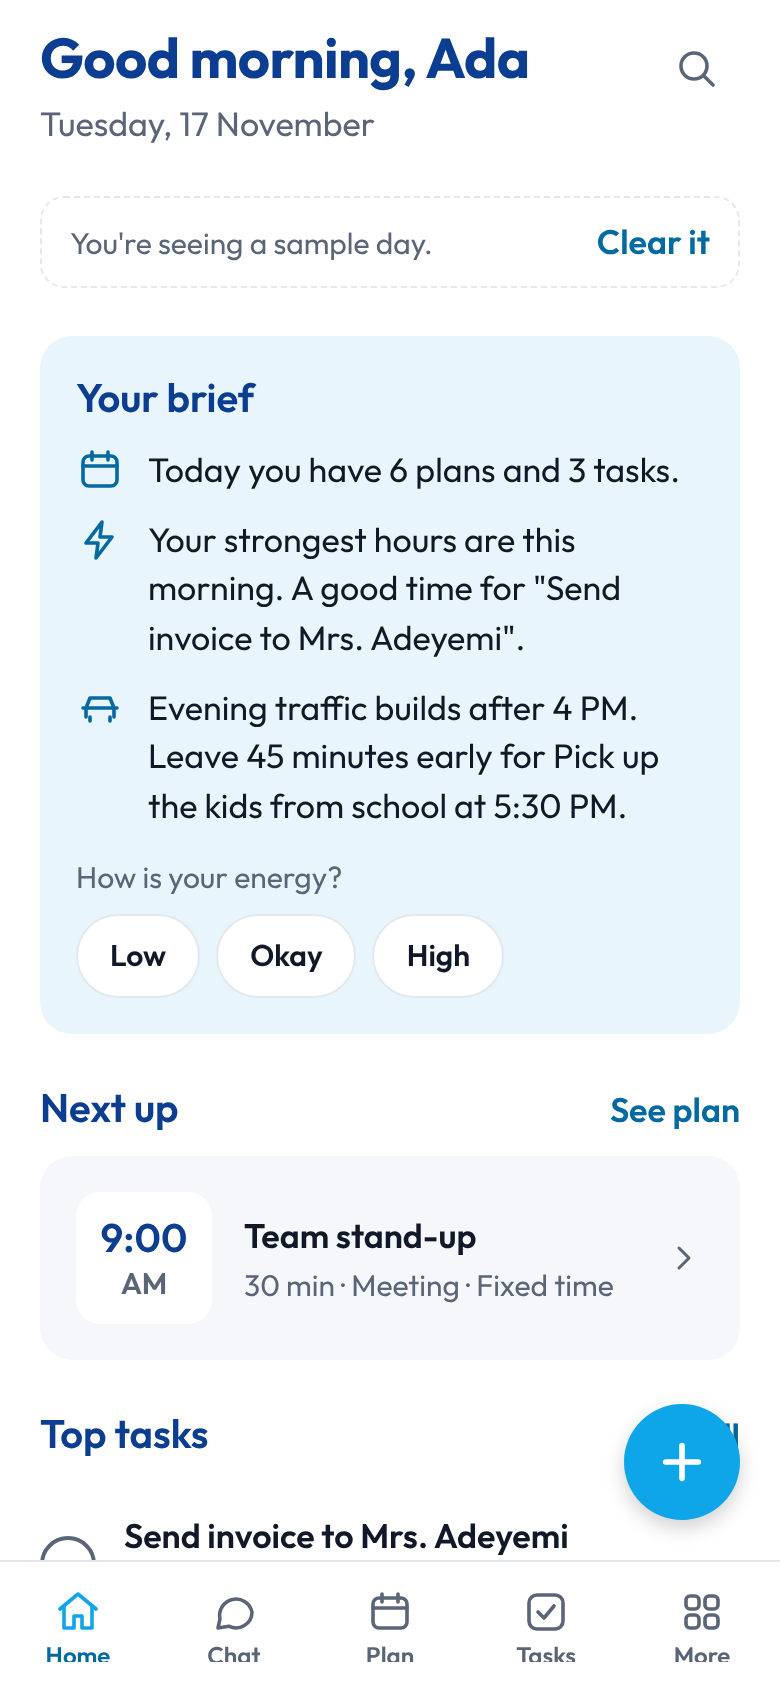 Good morning, Ada
Tuesday, 17 November
You're seeing a sample day.
Clear it
Your brief
Today you have 6 plans and 3 tasks.
Your strongest hours are this
morning. A good time for "Send
invoice to Mrs. Adeyemi".
Evening traffic builds after 4 PM.
Leave 45 minutes early for Pick up
the kids from school at 5:30 PM.
How is your energy?
Low
Okay
High
Next up
See plan
9:00
AM
Team stand-up
30 min · Meeting · Fixed time
Top tasks
Send invoice to Mrs. Adeyemi
Home
Chat
Plan
Tasks
More